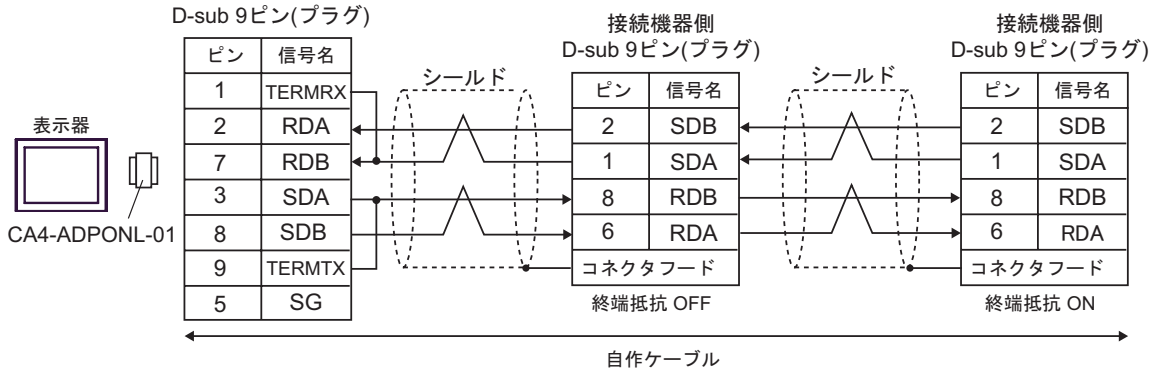 D-sub 9ピン(プラグ)
ピン 信号名
1 TERMRX
2 RDA
7 RDB
3 SDA
8 SDB
9 TERMTX
5 SG
表示器
CA4-ADPONL-01
シールド
接続機器側
D-sub 9ピン(プラグ)
ピン 信号名
2 SDB
1 SDA
8 RDB
6 RDA
コネクタフード
終端抵抗 OFF
シールド
接続機器側
D-sub 9ピン(プラグ)
ピン 信号名
2 SDB
1 SDA
8 RDB
6 RDA
コネクタフード
終端抵抗 ON
自作ケーブル